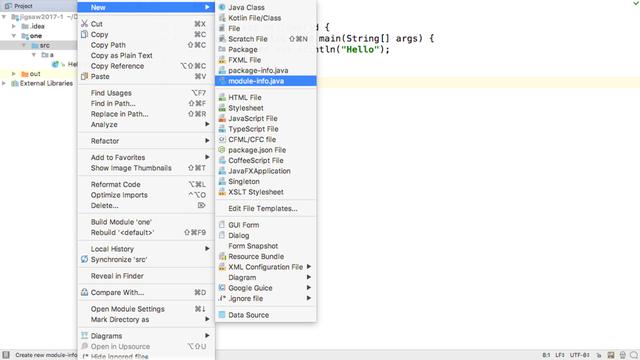 Project
jigsaw2017-1
.idea
one
src
a
out
External Libraries
New
Cut ⌘X
Copy ⌘C
Copy Path ⇧⌘C
Copy as Plain Text
Copy Reference ⌥⇧⌘C
Paste ⌘V
Find Usages ⌥F7
Find in Path... ⇧⌘F
Replace in Path... ⇧⌘R
Analyze
Refactor
Add to Favorites
Show Image Thumbnails ⇧⌘T
Reformat Code ⌥⌘L
Optimize Imports ^⌥O
Delete...
Build Module 'one'
Rebuild '<default>' ⇧⌘F9
Local History
Synchronize 'src'
Reveal in Finder
Compare With... ⌘D
Open Module Settings ⌘↓
Mark Directory as
Diagrams
Open in Upsource ⌥⇧U
Hide ignored files
Java Class
Kotlin File/Class
File
Scratch File ⇧⌘N
Package
FXML File
package-info.java
module-info.java
HTML File
Stylesheet
JavaScript File
TypeScript File
CFML/CFC file
package.json File
CoffeeScript File
JavaFXApplication
Singleton
XSLT Stylesheet
Edit File Templates...
GUI Form
Dialog
Form Snapshot
Resource Bundle
XML Configuration File
Diagram
Google Guice
.ignore file
Data Source
{
main(String[] args) {
("Hello");
Create new module-info
8:1 LF÷ UTF-8÷